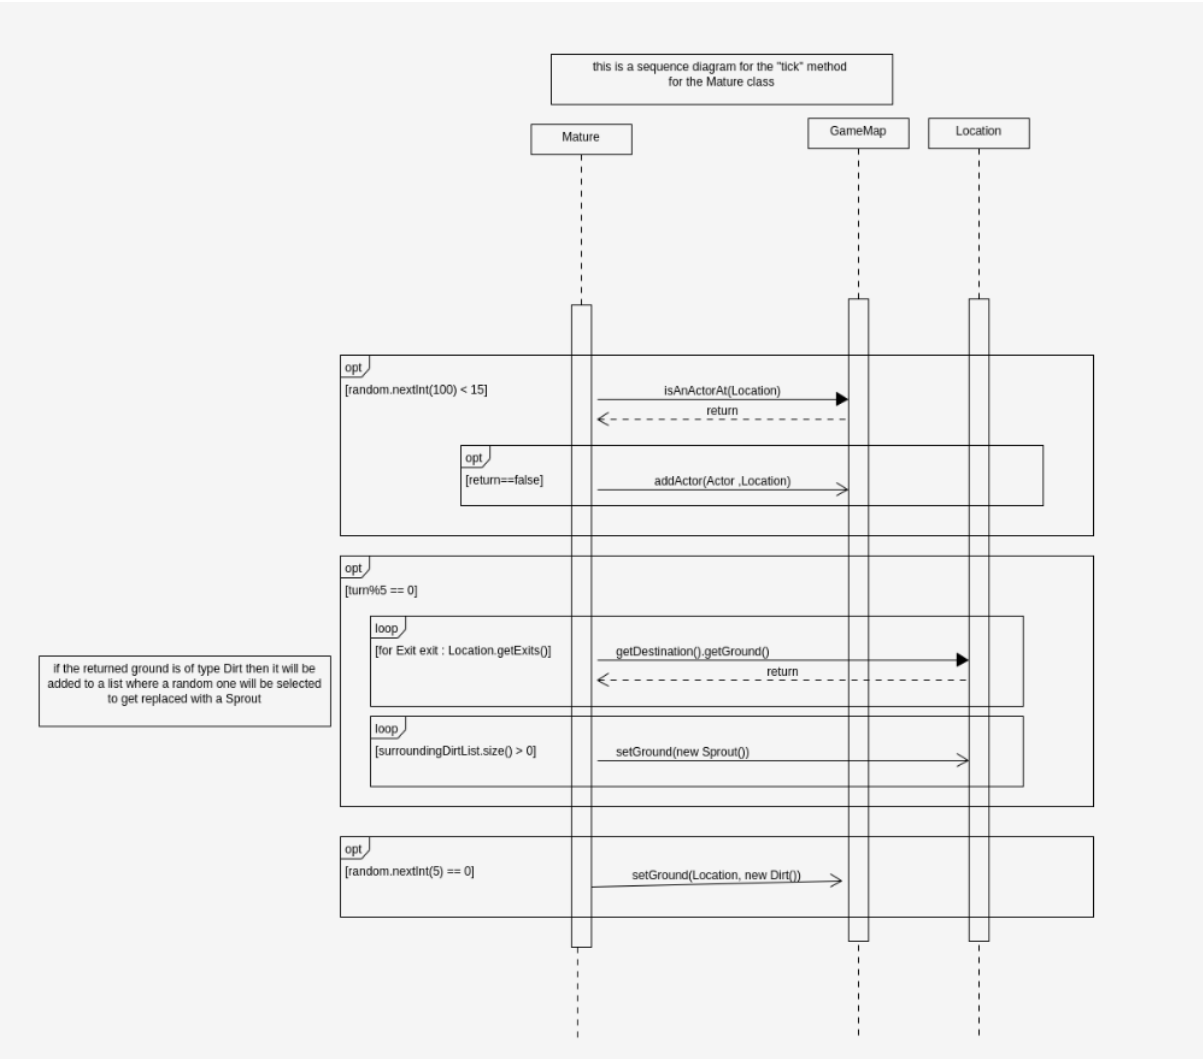 this is a sequence diagram for the "tick" method
for the Mature class
Mature
GameMap
Location
opt
[random.nextInt(100) < 15]
isAnActorAt(Location)
return
opt
[return==false]
addActor(Actor ,Location)
opt
[turn%5 == 0]
loop
[for Exit exit : Location.getExits()]
getDestination().getGround()
return
if the returned ground is of type Dirt then it will be
added to a list where a random one will be selected
to get replaced with a Sprout
loop
[surroundingDirtList.size() > 0]
setGround(new Sprout())
opt
[random.nextInt(5) == 0]
setGround(Location, new Dirt())